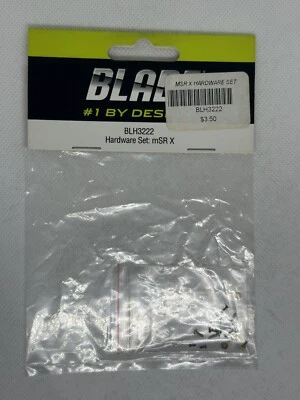 BLADE
#1 BY DES
MSR X HARDWARE SET
BLH3222
$3.50
BLH3222
Hardware Set: mSR X